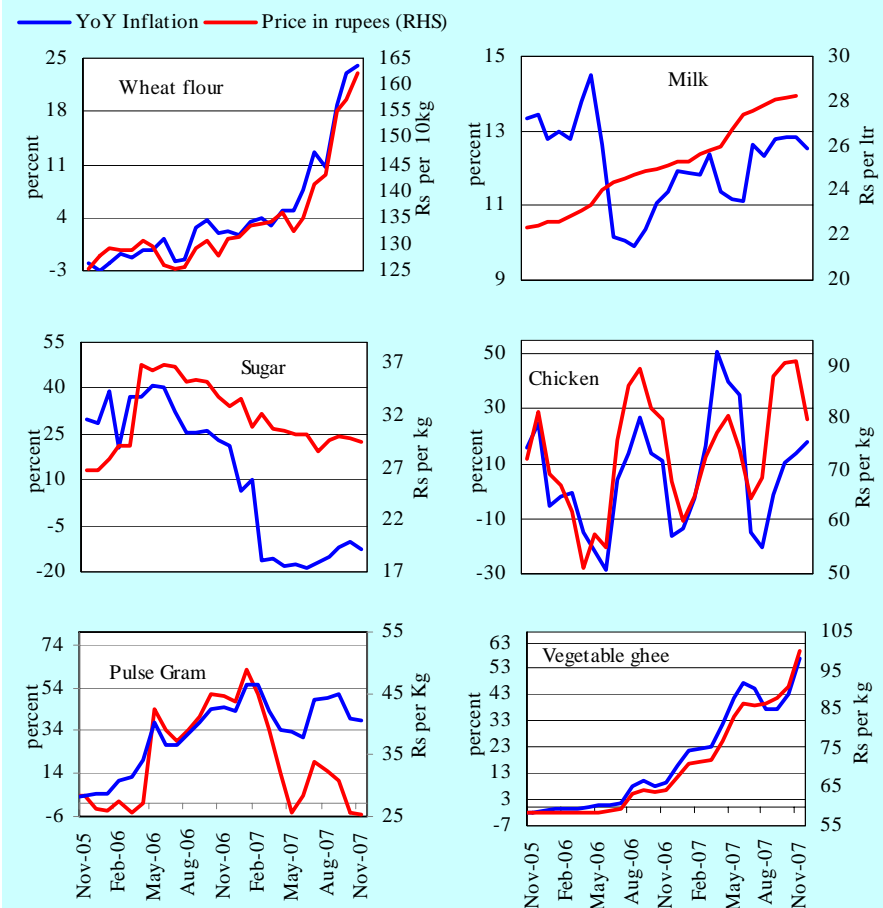 YoY Inflation Price in rupees (RHS)
Wheat flour
percent
25
18
11
4
-3
165
160
155
150
145
140
135
130
125
Rs per 10kg
Milk
percent
15
13
11
9
30
28
26
24
22
20
Rs per ltr
Sugar
percent
55
40
25
10
-5
-20
37
32
27
22
17
Rs per kg
Chicken
percent
50
30
10
-10
-30
90
80
70
60
50
Rs per kg
Pulse Gram
percent
74
54
34
14
-6
55
45
35
25
Rs per Kg
Nov-05
Feb-06
May-06
Aug-06
Nov-06
Feb-07
May-07
Aug-07
Nov-07
Vegetable ghee
percent
63
53
43
33
23
13
3
-7
105
95
85
75
65
55
Rs per kg
Nov-05
Feb-06
May-06
Aug-06
Nov-06
Feb-07
May-07
Aug-07
Nov-07